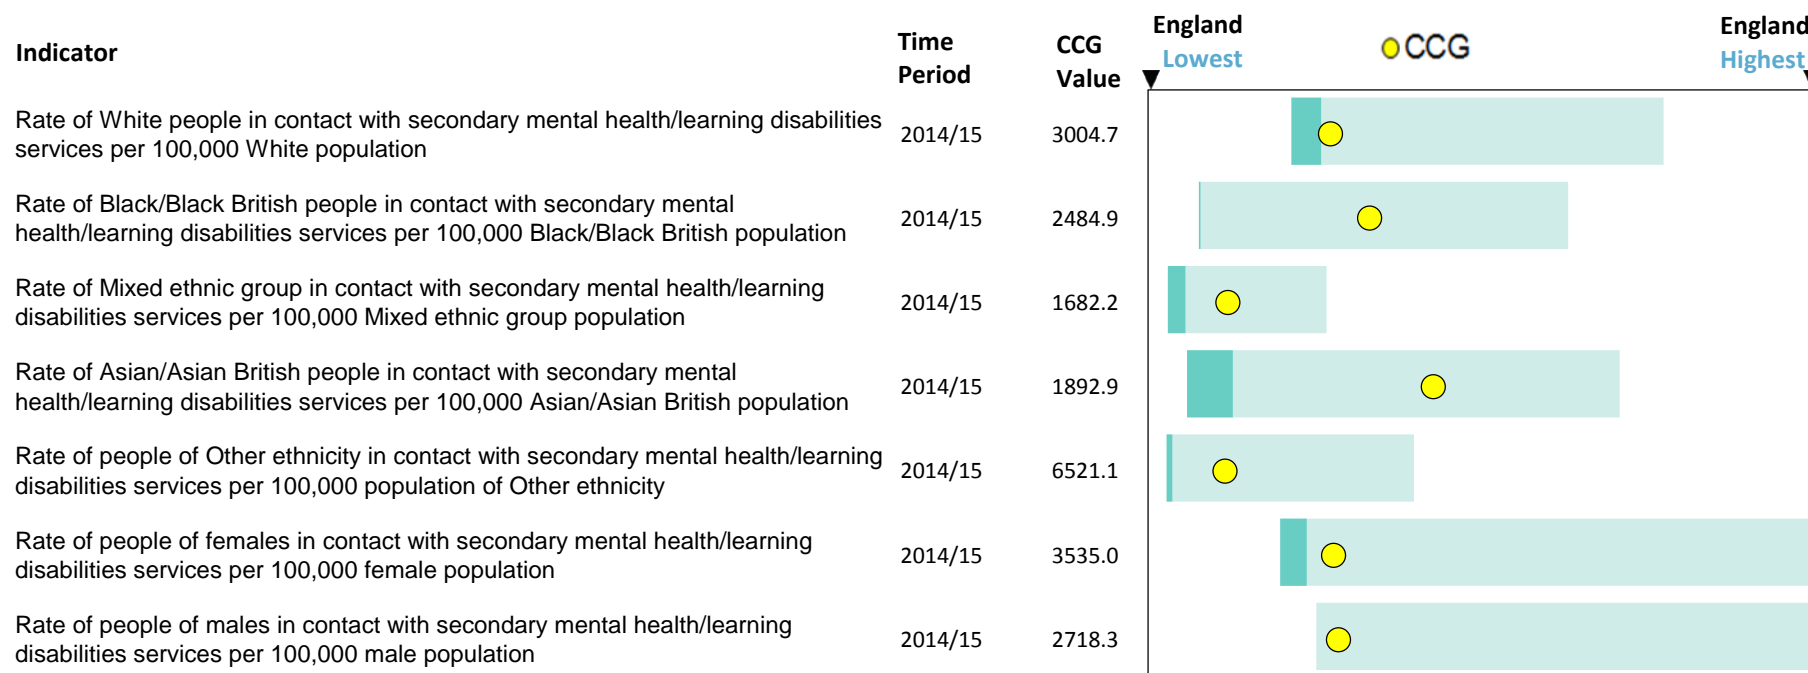 Indicator
Time Period
CCG Value
England Lowest
CCG
England Highest
Rate of White people in contact with secondary mental health/learning disabilities
services per 100,000 White population
2014/15
3004.7
Rate of Black/Black British people in contact with secondary mental
health/learning disabilities services per 100,000 Black/Black British population
2014/15
2484.9
Rate of Mixed ethnic group in contact with secondary mental health/learning
disabilities services per 100,000 Mixed ethnic group population
2014/15
1682.2
Rate of Asian/Asian British people in contact with secondary mental
health/learning disabilities services per 100,000 Asian/Asian British population
2014/15
1892.9
Rate of people of Other ethnicity in contact with secondary mental health/learning
disabilities services per 100,000 population of Other ethnicity
2014/15
6521.1
Rate of people of females in contact with secondary mental health/learning
disabilities services per 100,000 female population
2014/15
3535.0
Rate of people of males in contact with secondary mental health/learning
disabilities services per 100,000 male population
2014/15
2718.3